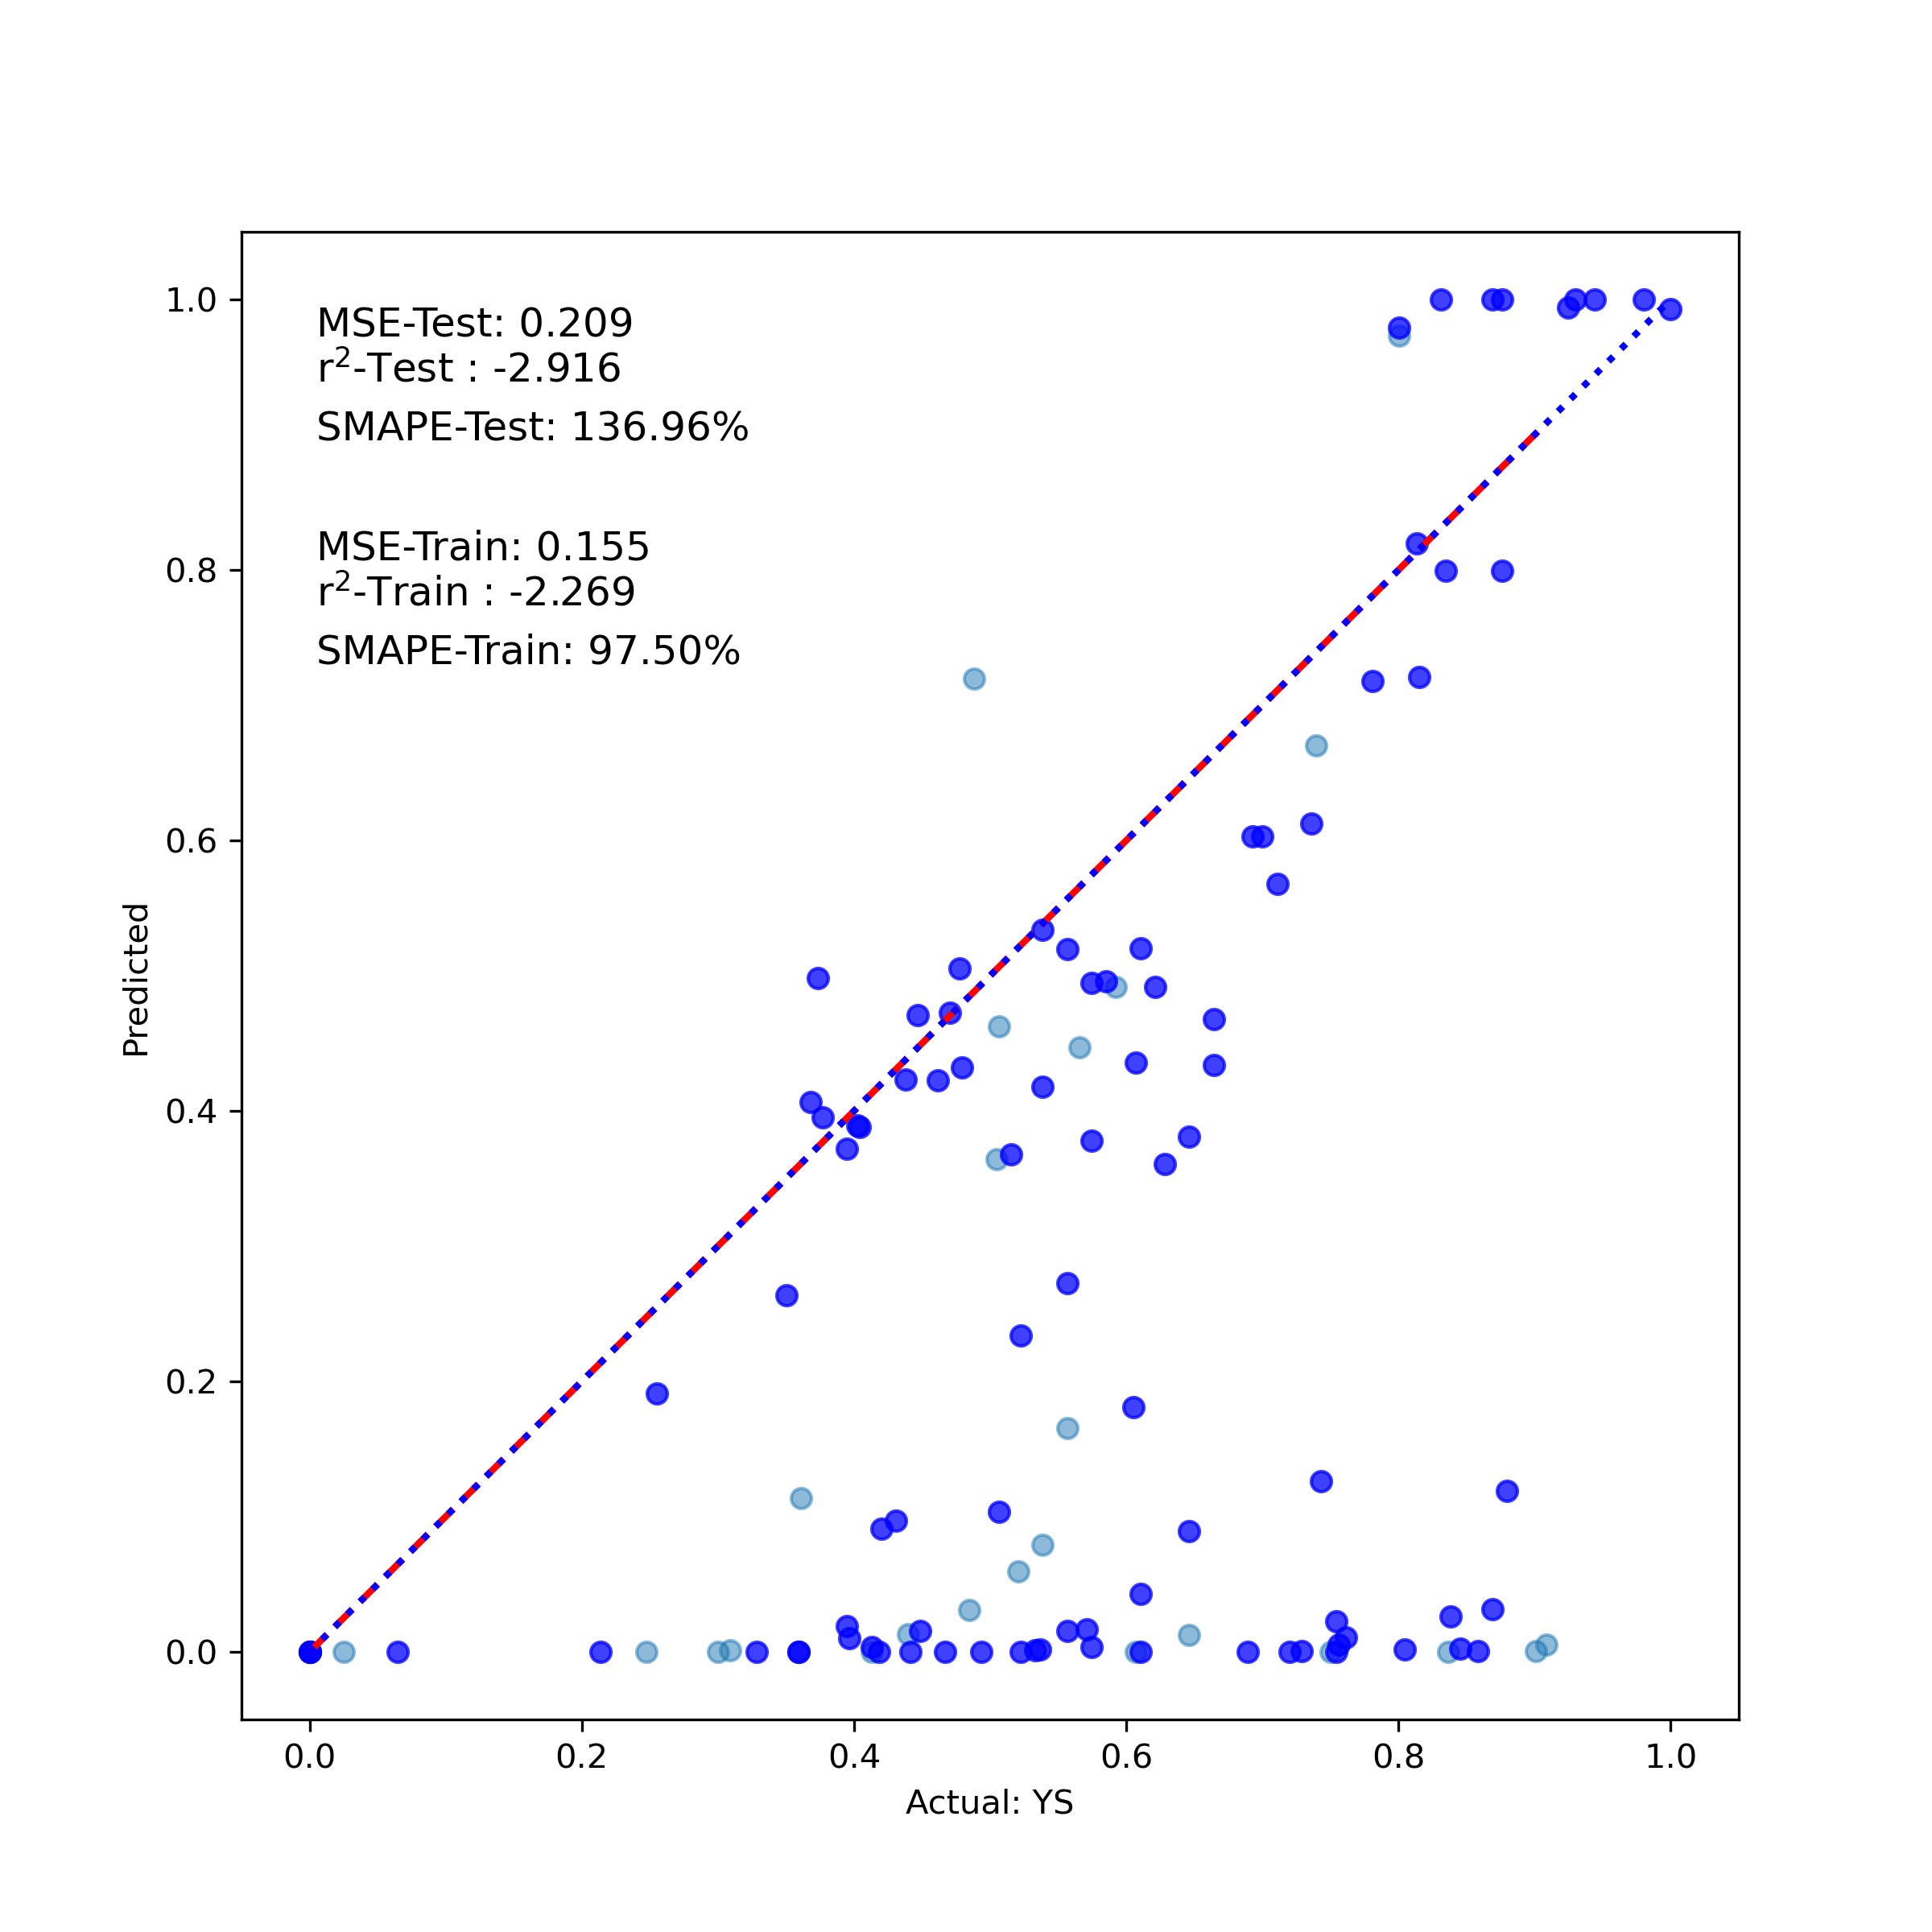 MSE-Test: 0.209
r²-Test : -2.916
SMAPE-Test: 136.96%
MSE-Train: 0.155
r²-Train : -2.269
SMAPE-Train: 97.50%
1.0
0.8
0.6
0.4
0.2
0.0
Predicted
0.0 0.2 0.4 0.6 0.8 1.0
Actual: YS